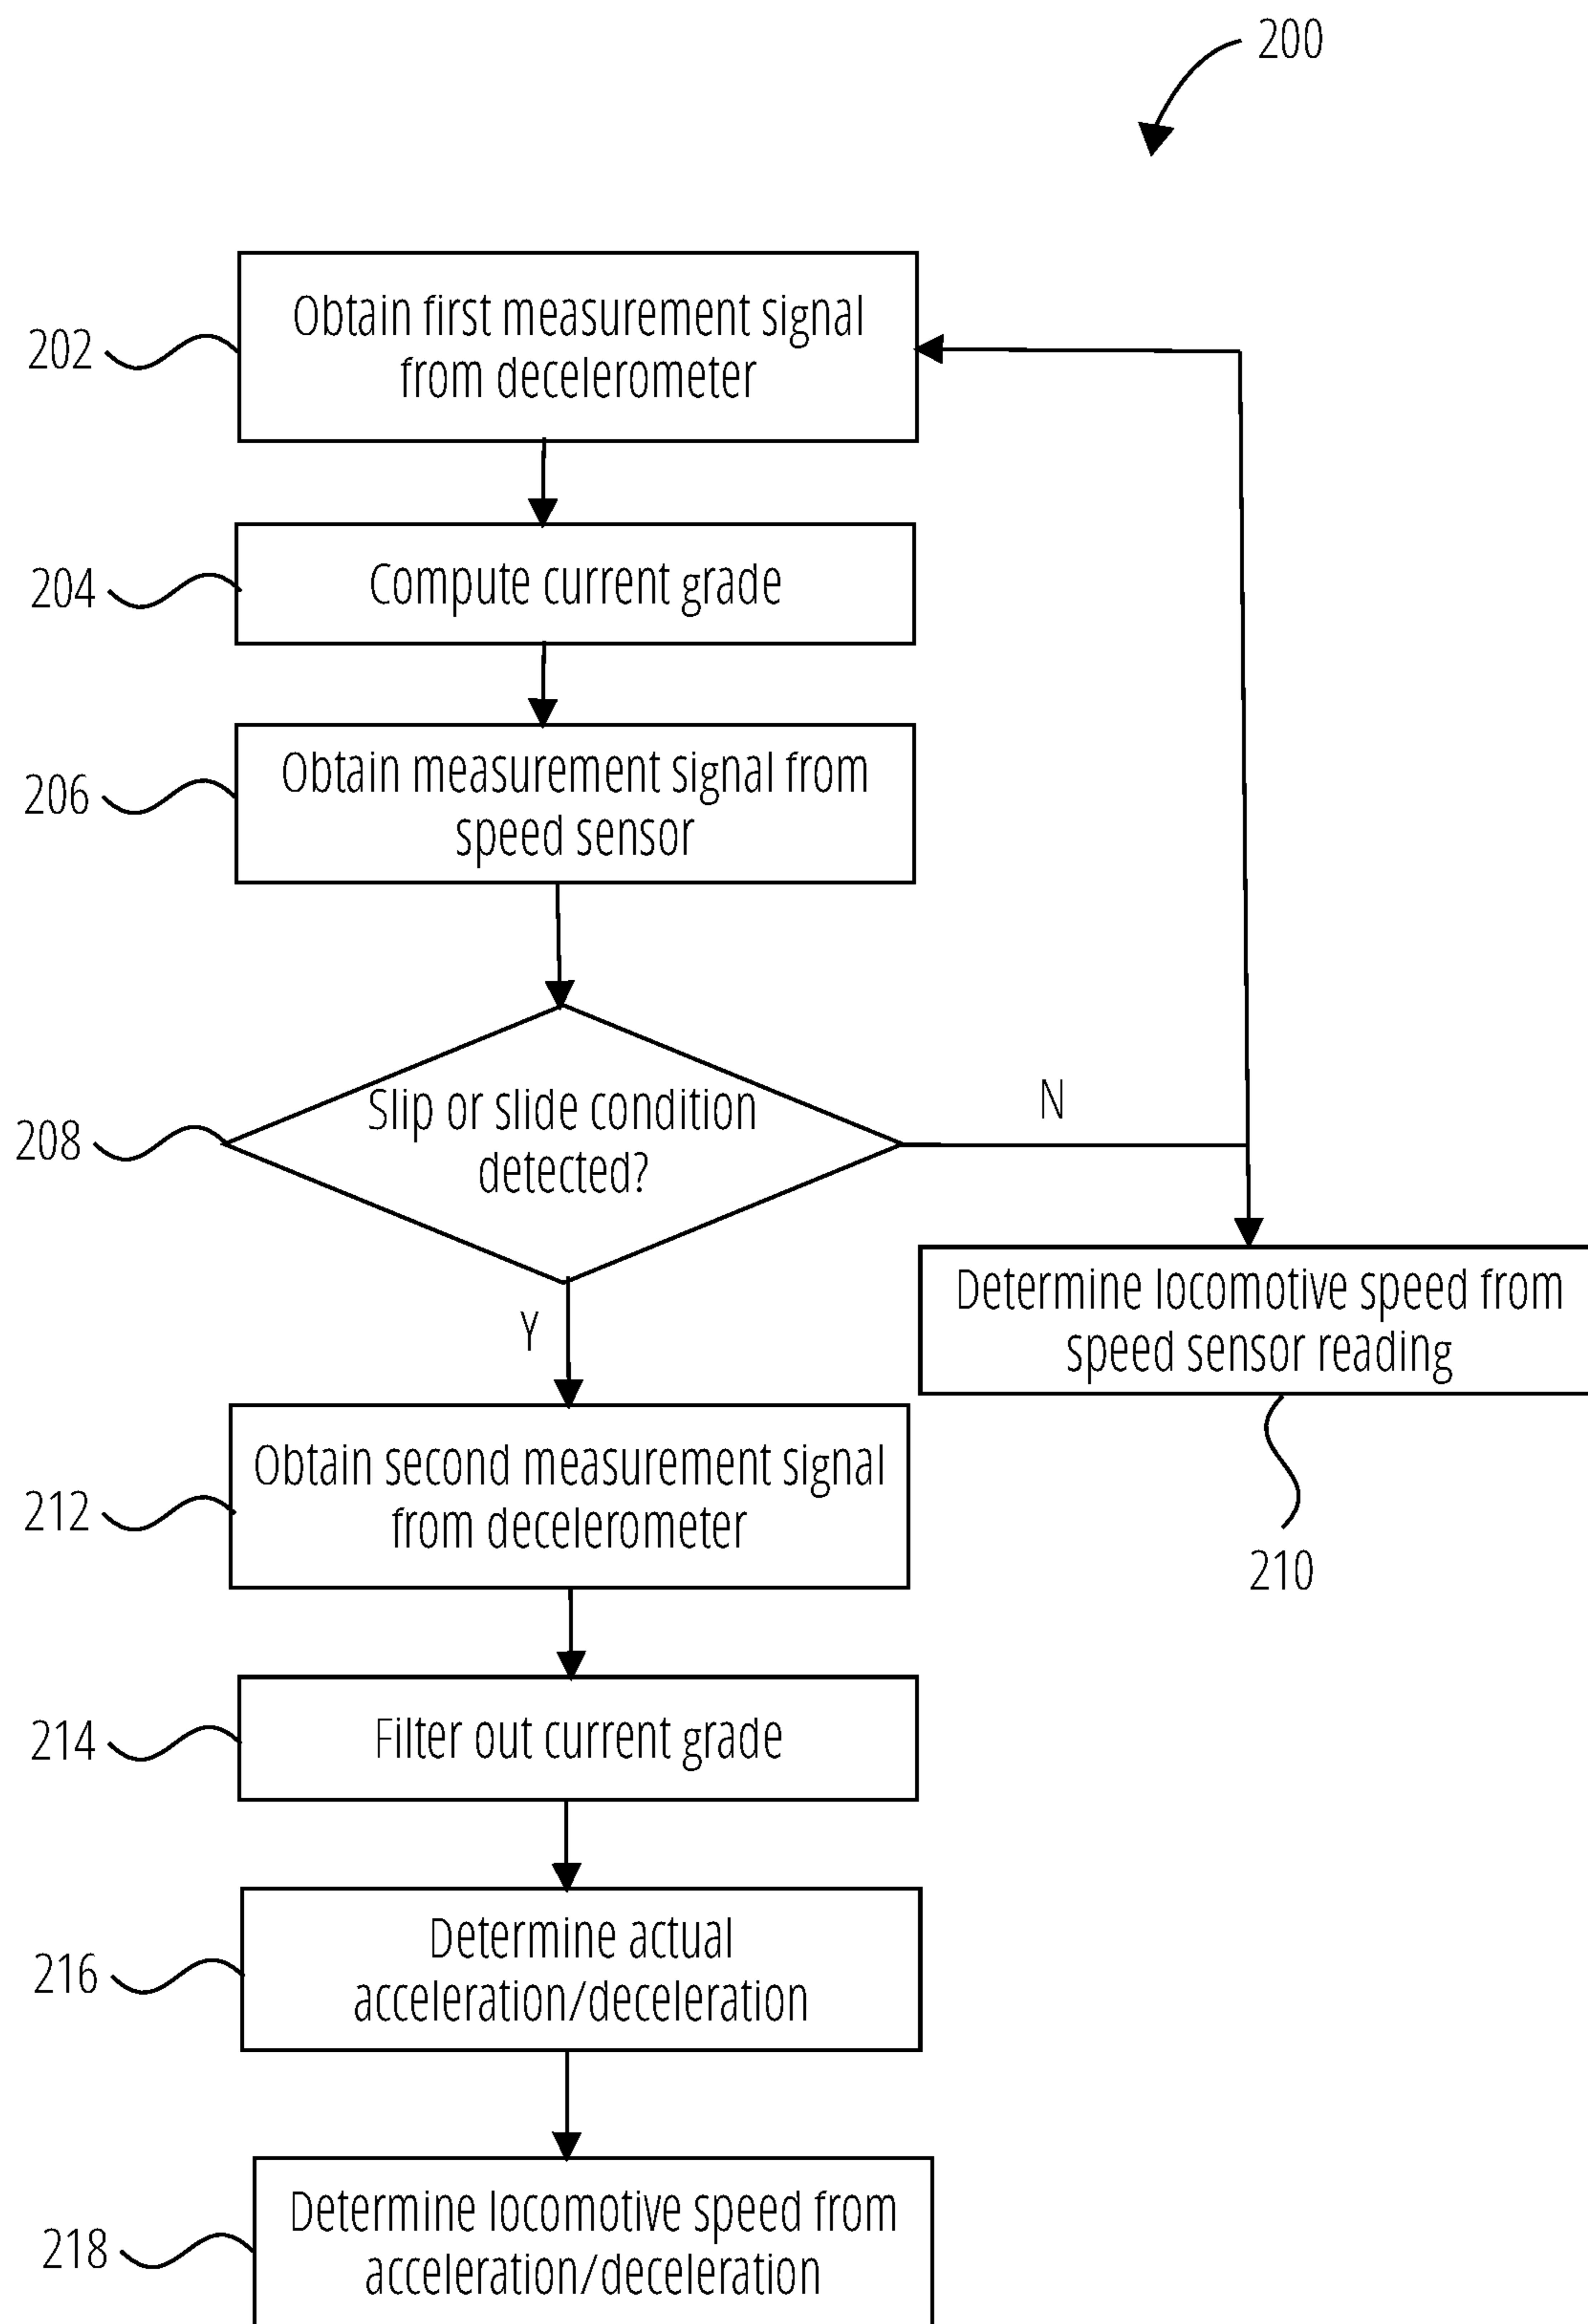 200
202
Obtain first measurement signal
from decelerometer
204
Compute current grade
206
Obtain measurement signal from
speed sensor
208
Slip or slide condition
detected?
N
Y
Determine locomotive speed from
speed sensor reading
210
212
Obtain second measurement signal
from decelerometer
214
Filter out current grade
216
Determine actual
acceleration/deceleration
218
Determine locomotive speed from
acceleration/deceleration